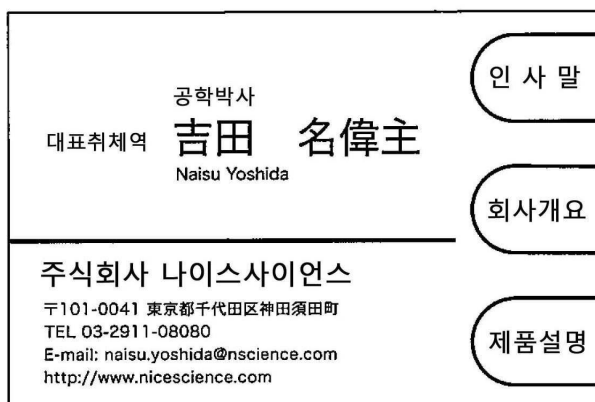 공학박사
대표취체역 吉田 名偉主
Naisu Yoshida
주식회사 나이스사이언스
〒101-0041 東京都千代田区神田須田町
TEL 03-2911-08080
E-mail: naisu.yoshida@nscience.com
http://www.nicescience.com
인 사 말
회사개요
제품설명